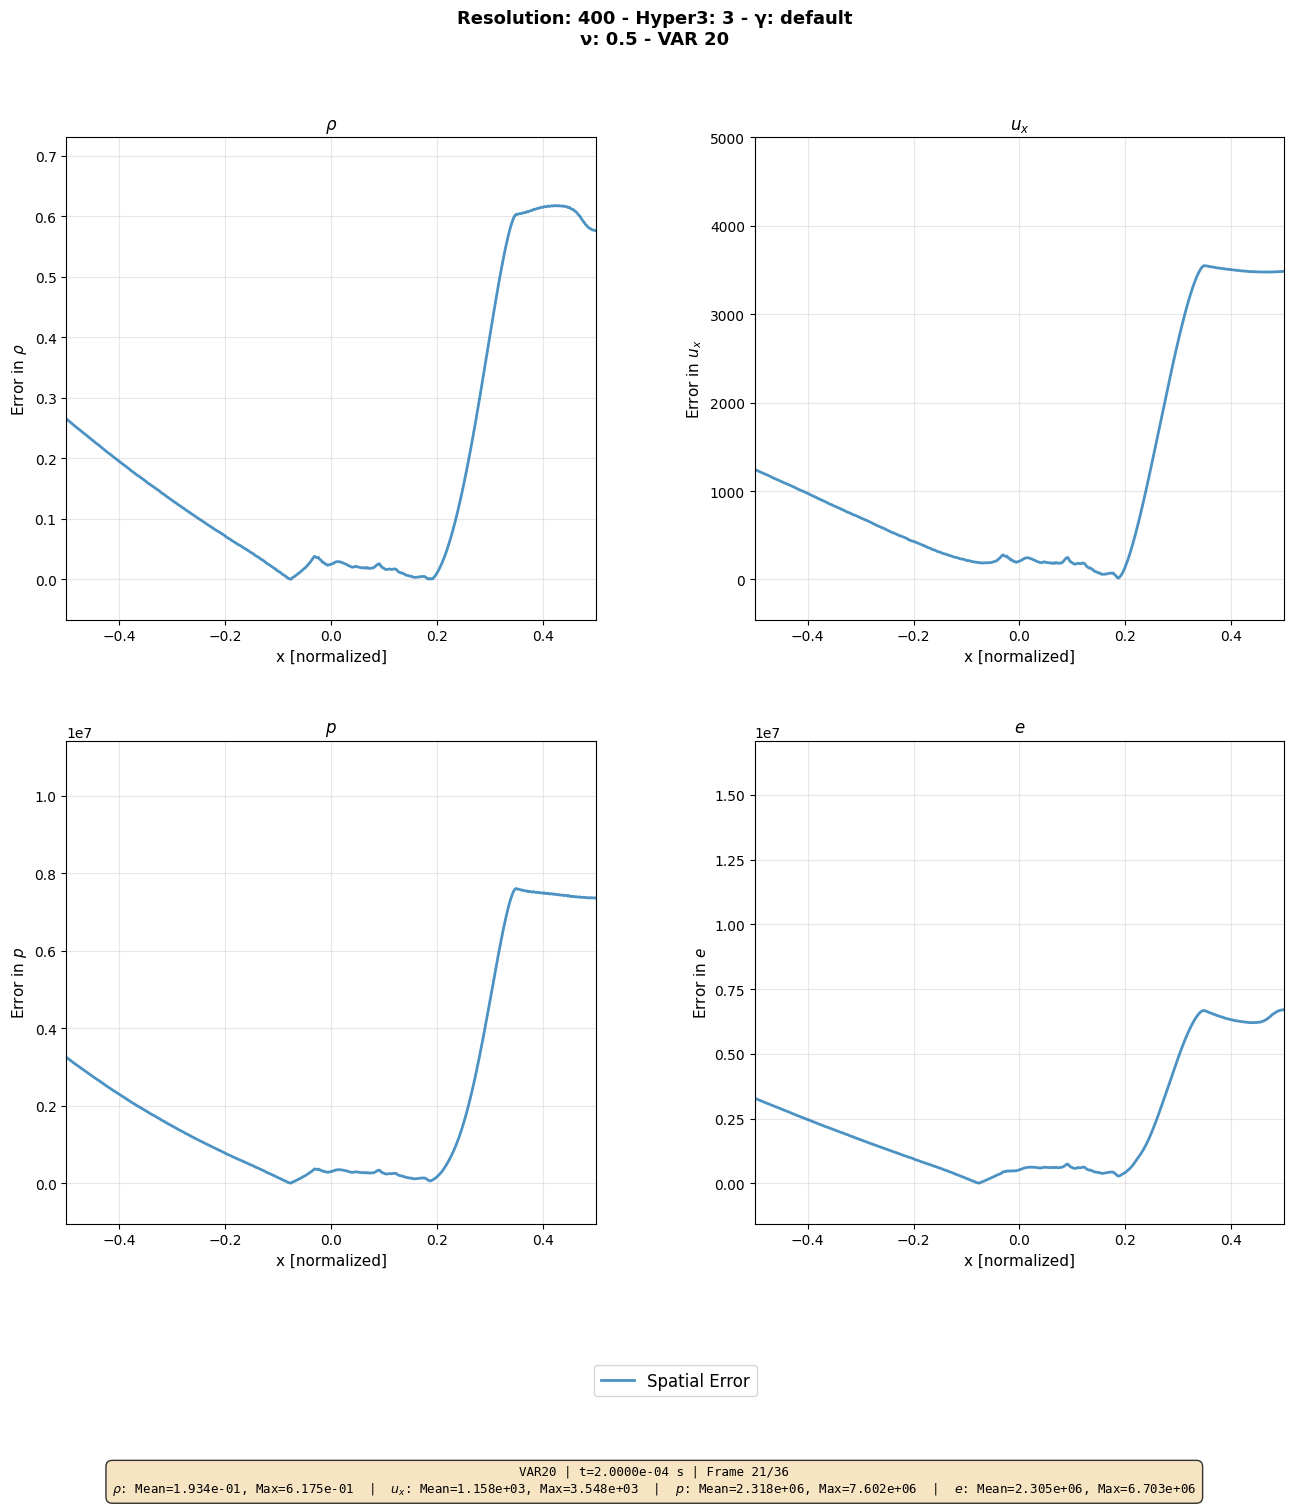 Resolution: 400 - Hyper3: 3 - γ: default
ν: 0.5 - VAR 20
ρ
Error in ρ
0.7
0.6
0.5
0.4
0.3
0.2
0.1
0.0
−0.4 −0.2 0.0 0.2 0.4
x [normalized]
u_x
Error in u_x
5000
4000
3000
2000
1000
0
−0.4 −0.2 0.0 0.2 0.4
x [normalized]
p
1e7
Error in p
1.0
0.8
0.6
0.4
0.2
0.0
−0.4 −0.2 0.0 0.2 0.4
x [normalized]
e
1e7
Error in e
1.50
1.25
1.00
0.75
0.50
0.25
0.00
−0.4 −0.2 0.0 0.2 0.4
x [normalized]
Spatial Error
VAR20 | t=2.0000e-04 s | Frame 21/36
ρ: Mean=1.934e-01, Max=6.175e-01 | u_x: Mean=1.158e+03, Max=3.548e+03 | p: Mean=2.318e+06, Max=7.602e+06 | e: Mean=2.305e+06, Max=6.703e+06